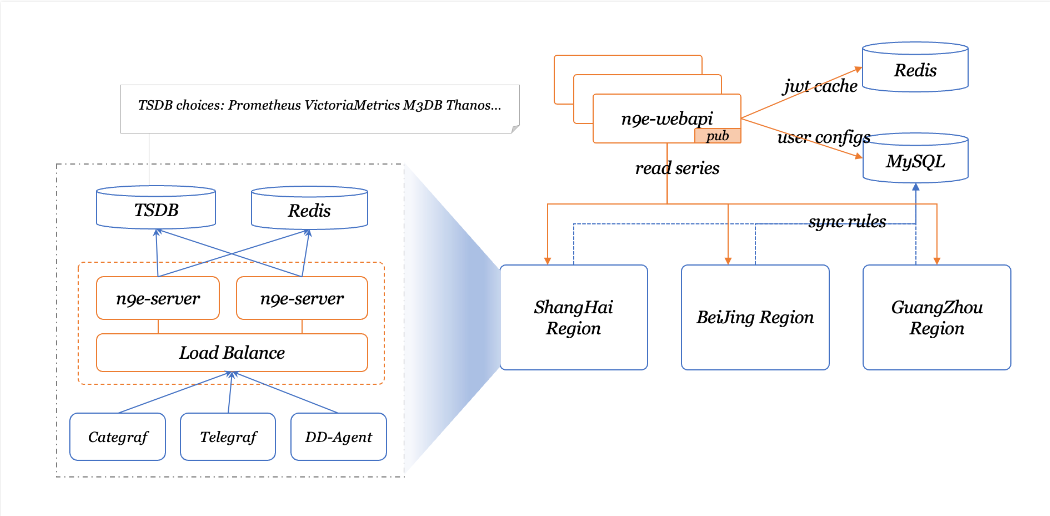 TSDB choices: Prometheus VictoriaMetrics M3DB Thanos...
TSDB
Redis
n9e-server
n9e-server
Load Balance
Categraf
Telegraf
DD-Agent
n9e-webapi
pub
jwt cache
Redis
user configs
MySQL
read series
sync rules
ShangHai
Region
BeiJing Region
GuangZhou
Region